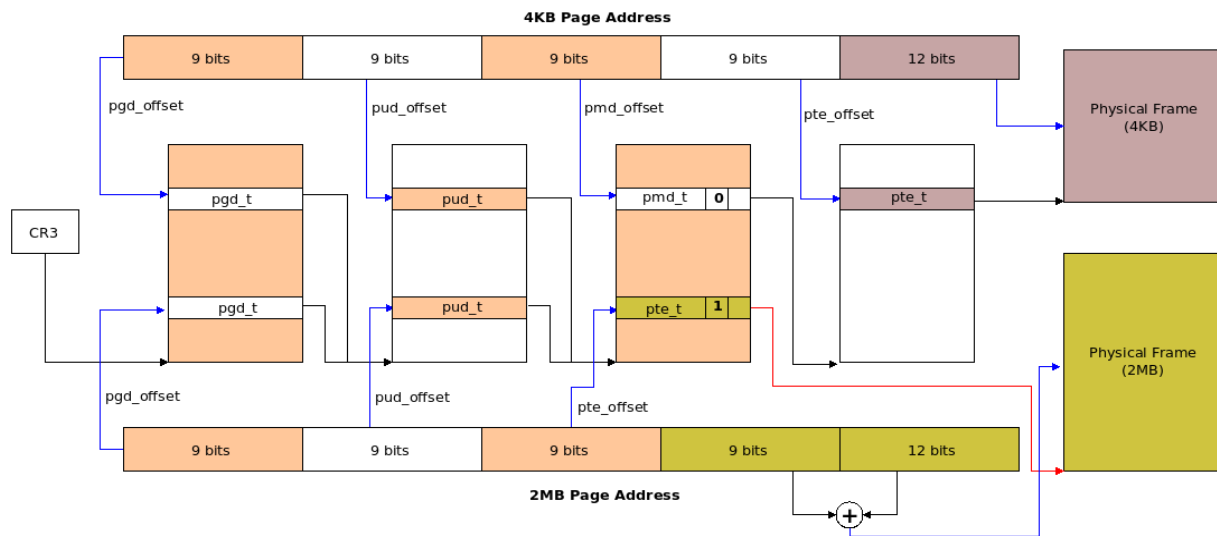 4KB Page Address
9 bits
9 bits
9 bits
9 bits
12 bits
pgd_offset
pud_offset
pmd_offset
pte_offset
Physical Frame
(4KB)
pgd_t
pud_t
pmd_t
0
pte_t
CR3
pgd_t
pud_t
pte_t
1
Physical Frame
(2MB)
pgd_offset
pud_offset
pte_offset
9 bits
9 bits
9 bits
9 bits
12 bits
2MB Page Address
+